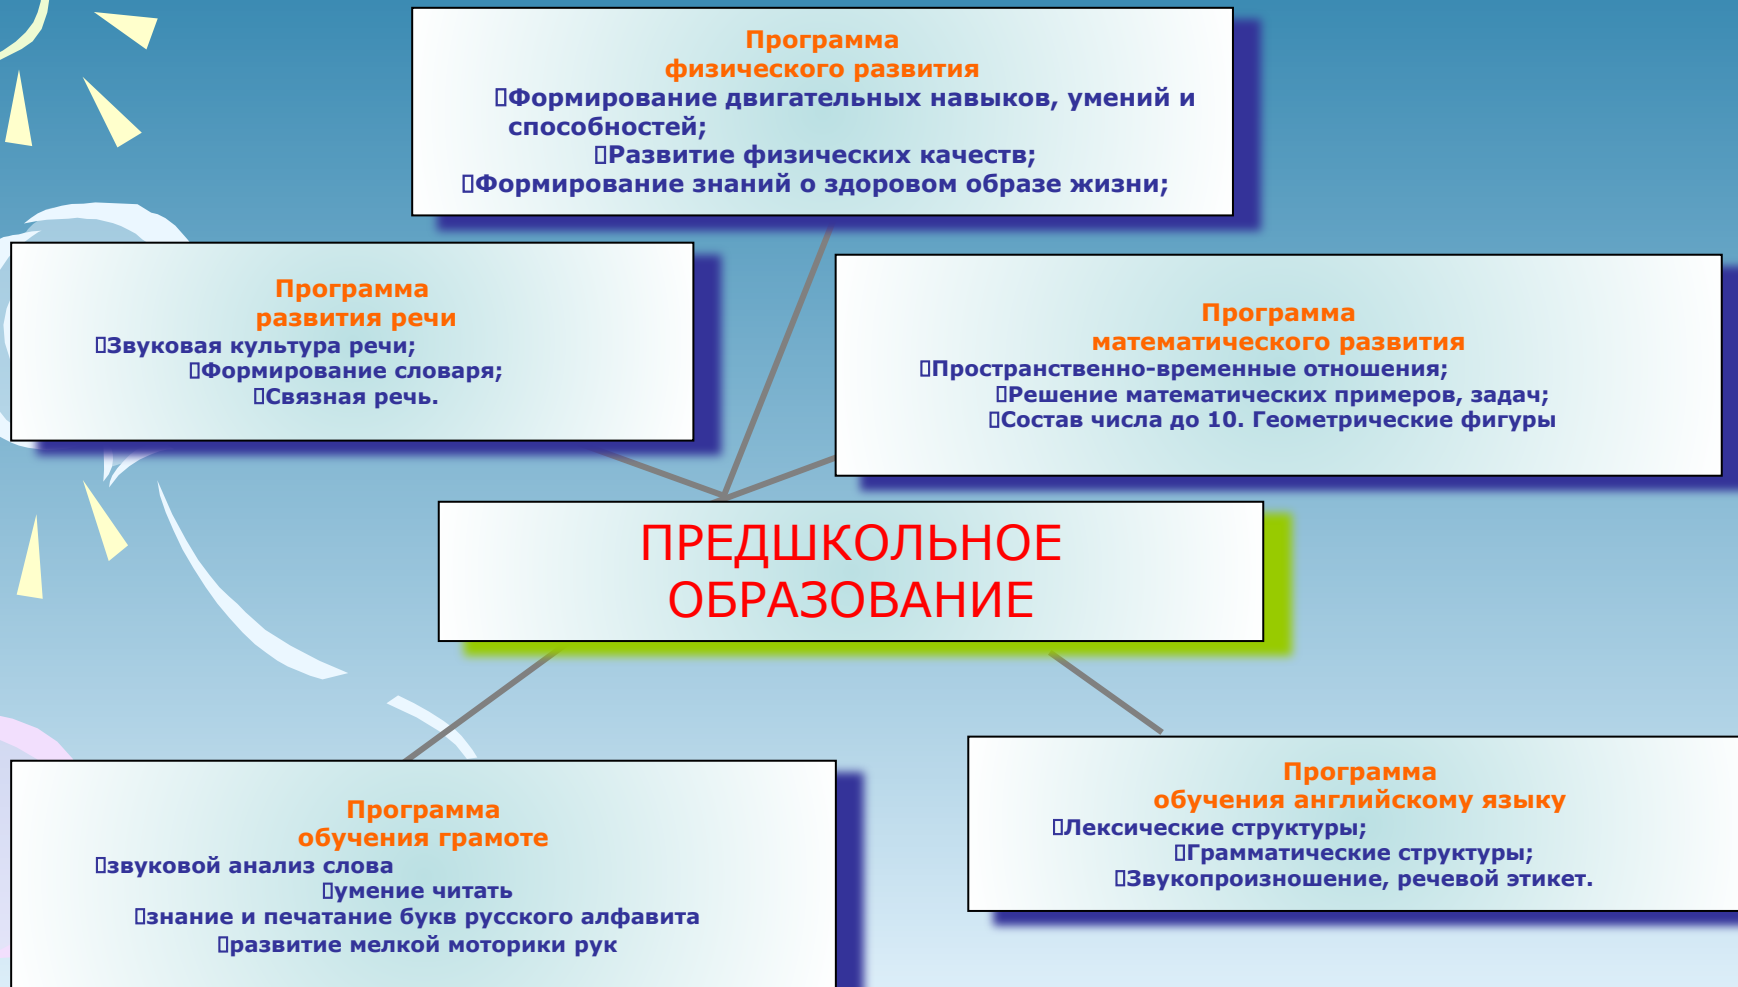 Программа
физического развития
Формирование двигательных навыков, умений и
способностей;
Развитие физических качеств;
Формирование знаний о здоровом образе жизни;
Программа
развития речи
Звуковая культура речи;
Формирование словаря;
Связная речь.
Программа
математического развития
Пространственно-временные отношения;
Решение математических примеров, задач;
Состав числа до 10. Геометрические фигуры
ПРЕДШКОЛЬНОЕ
ОБРАЗОВАНИЕ
Программа
обучения грамоте
звуковой анализ слова
умение читать
знание и печатание букв русского алфавита
развитие мелкой моторики рук
Программа
обучения английскому языку
Лексические структуры;
Грамматические структуры;
Звукопроизношение, речевой этикет.